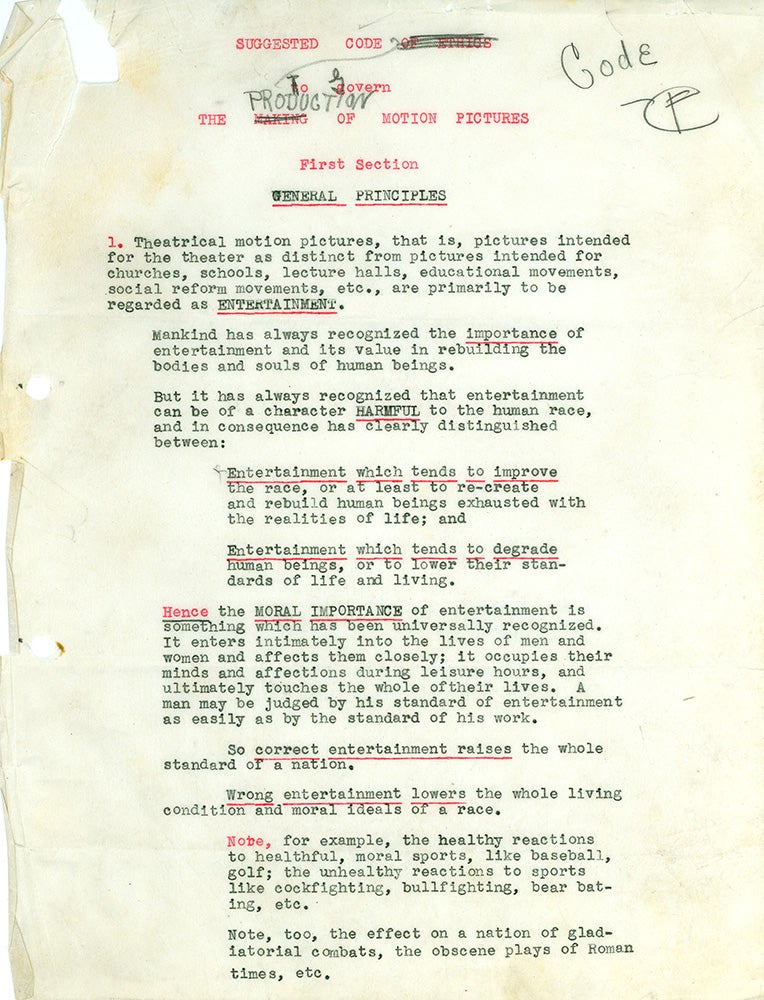 SUGGESTED CODE OF ETHICS
Code
To Govern
PRODUCTION
THE MAKING OF MOTION PICTURES
First Section
GENERAL PRINCIPLES
1. Theatrical motion pictures, that is, pictures intended
for the theater as distinct from pictures intended for
churches, schools, lecture halls, educational movements,
social reform movements, etc., are primarily to be
regarded as ENTERTAINMENT.
Mankind has always recognized the importance of
entertainment and its value in rebuilding the
bodies and souls of human beings.
But it has always recognized that entertainment
can be of a character HARMFUL to the human race,
and in consequence has clearly distinguished
between:
Entertainment which tends to improve
the race, or at least to re-create
and rebuild human beings exhausted with
the realities of life; and
Entertainment which tends to degrade
human beings, or to lower their stan-
dards of life and living.
Hence the MORAL IMPORTANCE of entertainment is
something which has been universally recognized.
It enters intimately into the lives of men and
women and affects them closely; it occupies their
minds and affections during leisure hours, and
ultimately touches the whole oftheir lives. A
man may be judged by his standard of entertainment
as easily as by the standard of his work.
So correct entertainment raises the whole
standard of a nation.
Wrong entertainment lowers the whole living
condition and moral ideals of a race.
Note, for example, the healthy reactions
to healthful, moral sports, like baseball,
golf; the unhealthy reactions to sports
like cockfighting, bullfighting, bear bat-
ing, etc.
Note, too, the effect on a nation of glad-
iatorial combats, the obscene plays of Roman
times, etc.